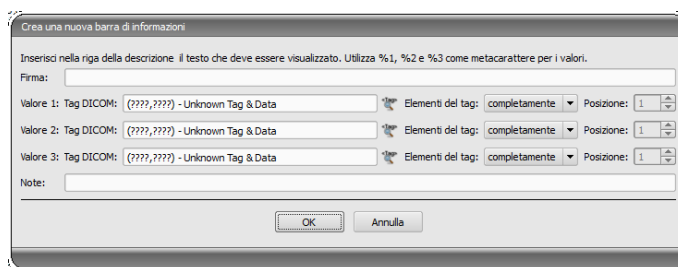 Crea una nuova barra di informazioni
Inserisci nella riga della descrizione il testo che deve essere visualizzato. Utilizza %1, %2 e %3 come metacarattere per i valori.
Firma:
Valore 1: Tag DICOM: (????,????) - Unknown Tag & Data Elementi del tag: completamente Posizione: 1
Valore 2: Tag DICOM: (????,????) - Unknown Tag & Data Elementi del tag: completamente Posizione: 1
Valore 3: Tag DICOM: (????,????) - Unknown Tag & Data Elementi del tag: completamente Posizione: 1
Note:
OK Annulla